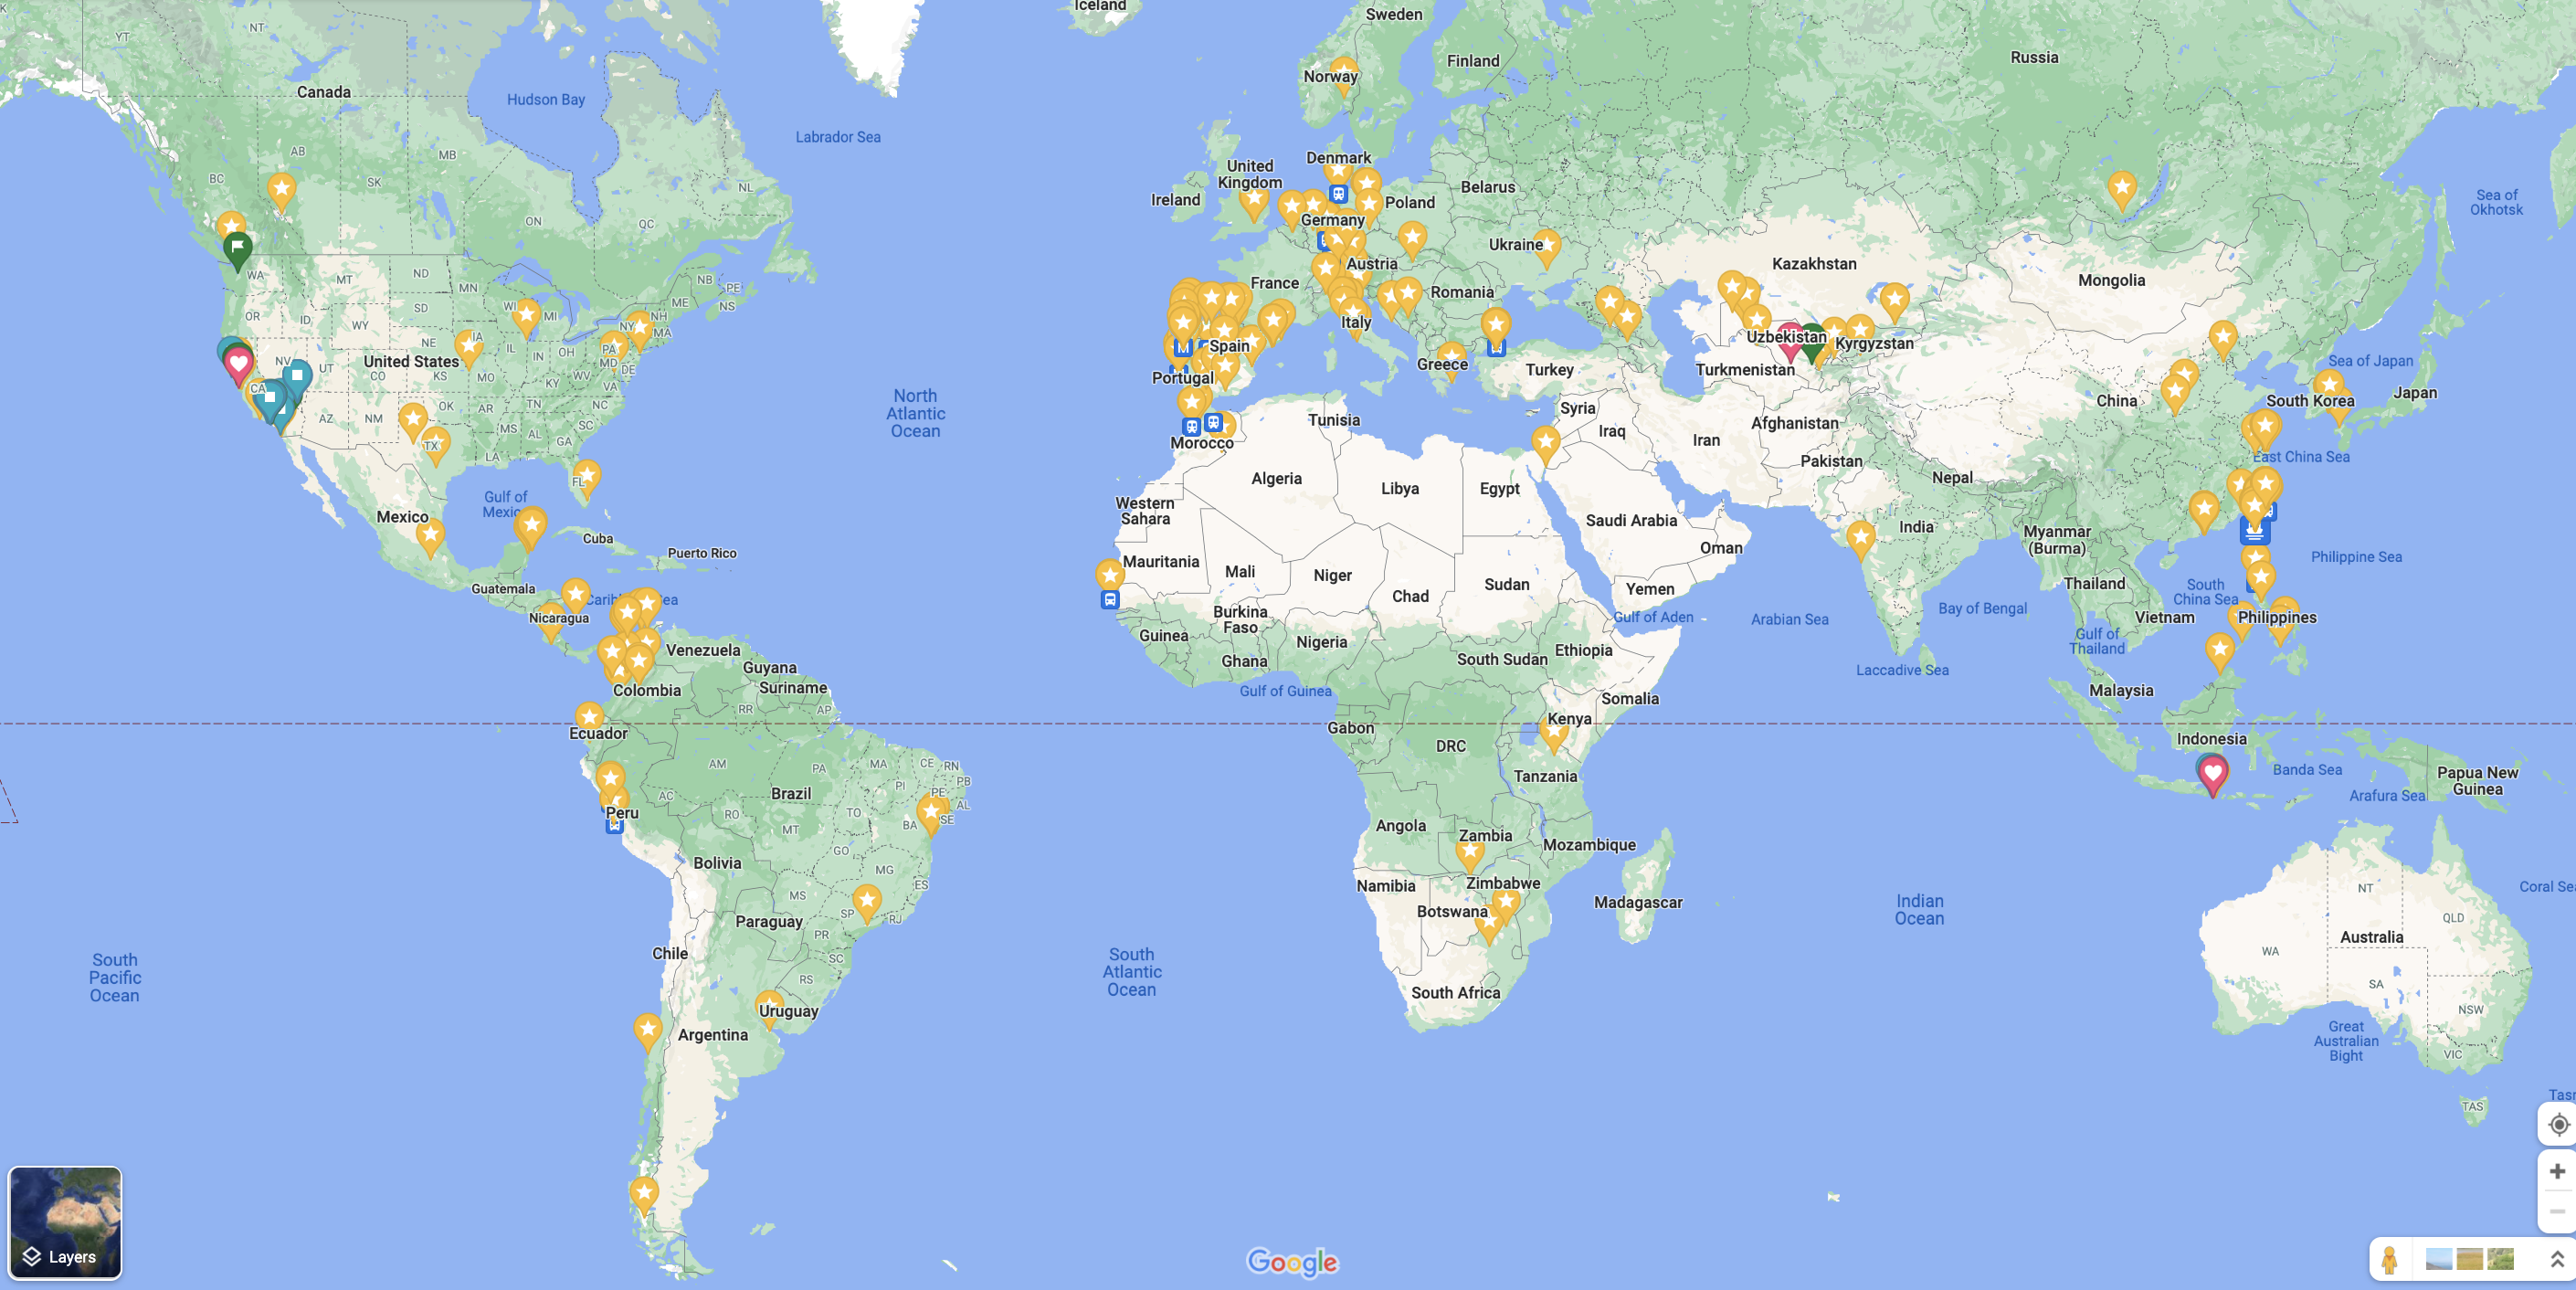 Iceland
Sweden
Finland
Norway
Russia
YT
NT
Canada
Hudson Bay
Labrador Sea
AB
BC
SK
MB
ON
QC
NL
Denmark
United
Kingdom
Ireland
Belarus
Poland
Germany
Sea of
Okhotsk
Ukraine
Austria
France
Kazakhstan
Mongolia
Romania
WA
MT
ND
MN
NB
PE
NS
ME
OR
ID
SD
WI
MI
WY
NH
NY
MA
IA
NE
PA
MD
DE
IL
IN
OH
NV
UT
CO
United States
KS
MO
KY
WV
VA
CA
AZ
NM
OK
AR
TN
NC
SC
MS
AL
GA
TX
LA
FL
Italy
Spain
Portugal
Greece
Turkey
Uzbekistan
Kyrgyzstan
Turkmenistan
Sea of Japan
South Korea
Japan
China
East China Sea
North
Atlantic
Ocean
Tunisia
Morocco
Syria
Iraq
Iran
Afghanistan
Pakistan
Nepal
Algeria
Libya
Egypt
Western
Sahara
Saudi Arabia
India
Oman
Gulf of
Mexic
Mexico
Cuba
Puerto Rico
Guatemala
Nicaragua
Mauritania
Mali
Niger
Chad
Sudan
Yemen
Burkina
Faso
Gulf of Aden
Arabian Sea
Bay of Bengal
Myanmar
(Burma)
Thailand
Vietnam
Gulf of
Thailand
South
China Sea
Philippine Sea
Philippines
Guinea
Nigeria
Ghana
South Sudan
Ethiopia
Laccadive Sea
Malaysia
Venezuela
Guyana
Suriname
Colombia
Gulf of Guinea
Somalia
RR
AP
Gabon
Kenya
DRC
Ecuador
Indonesia
Banda Sea
Papua New
Guinea
Arafura Sea
Tanzania
AM
PA
MA
CE
RN
PB
PI
PE
AL
SE
AC
Brazil
TO
BA
RO
MT
Peru
Angola
Zambia
Mozambique
Bolivia
GO
MG
ES
MS
SP
RJ
Namibia
Zimbabwe
Botswana
Madagascar
Indian
Ocean
NT
QLD
Coral Sea
Australia
WA
SA
NSW
VIC
TAS
Great
Australian
Bight
Paraguay
PR
SC
RS
Chile
South
Pacific
Ocean
South
Atlantic
Ocean
South Africa
Uruguay
Argentina
Layers
Google